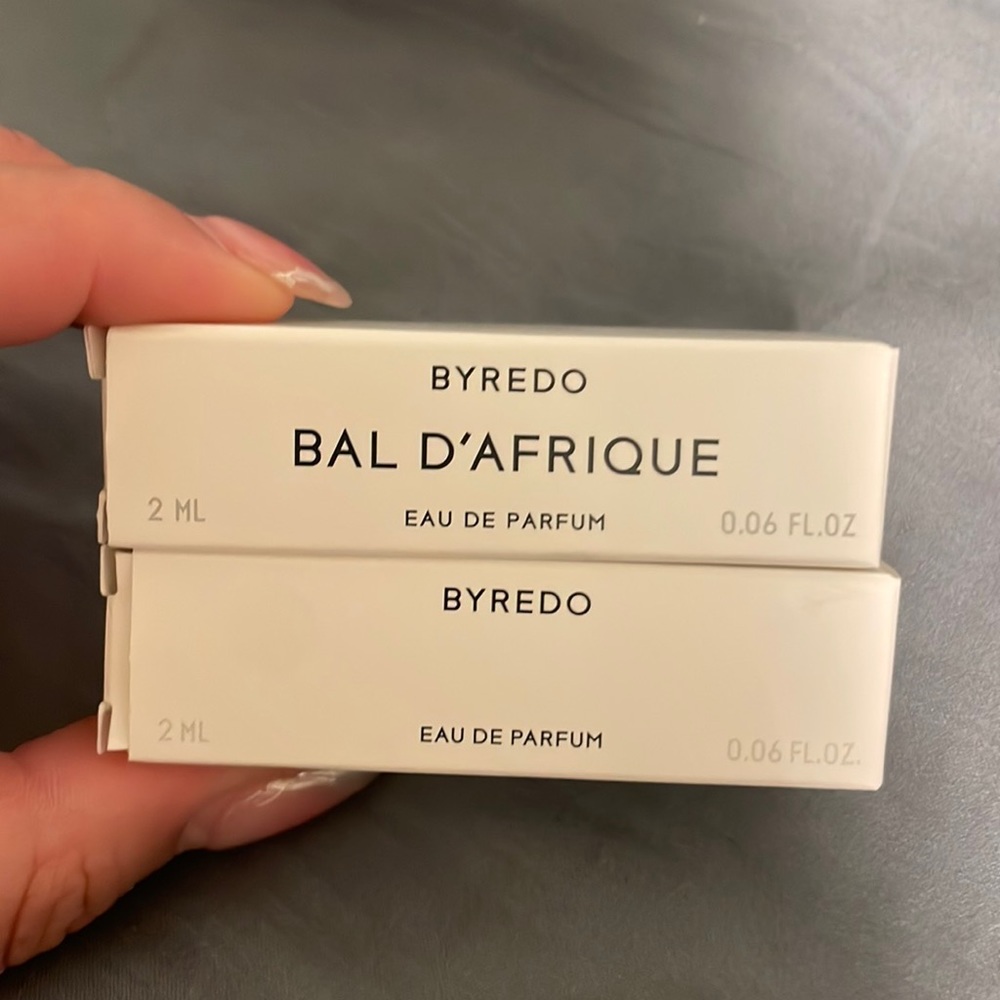 BYREDO
BAL D'AFRIQUE
2 ML EAU DE PARFUM 0.06 FL.OZ
BYREDO
2 ML EAU DE PARFUM 0.06 FL.OZ.